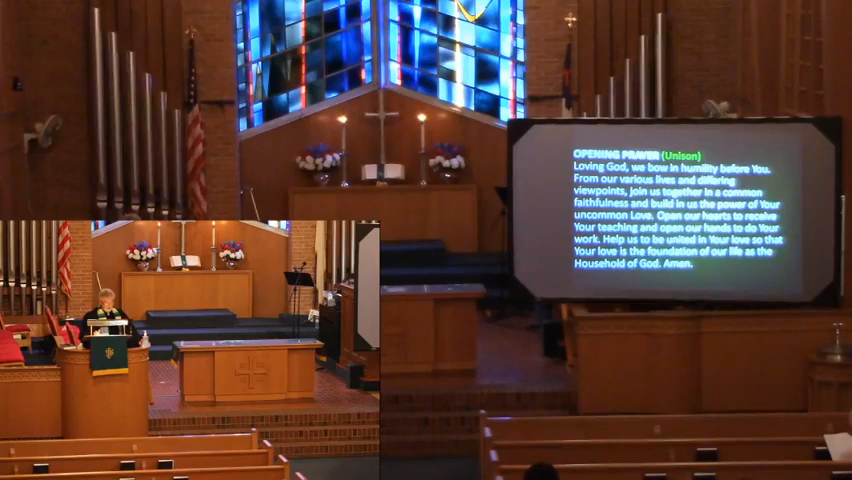 OPENING PRAYER (Unison)
Loving God, we bow in humility before You.
From our various lives and differing
viewpoints, join us together in a common
faithfulness and build in us the power of Your
uncommon Love. Open our hearts to receive
Your teaching and open our hands to do Your
work. Help us to be united in Your love so that
Your love is the foundation of our life as the
Household of God. Amen.